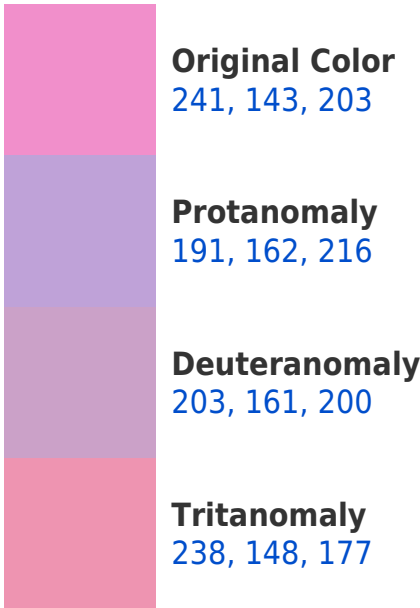 Original Color
241, 143, 203
Protanomaly
191, 162, 216
Deuteranomaly
203, 161, 200
Tritanomaly
238, 148, 177